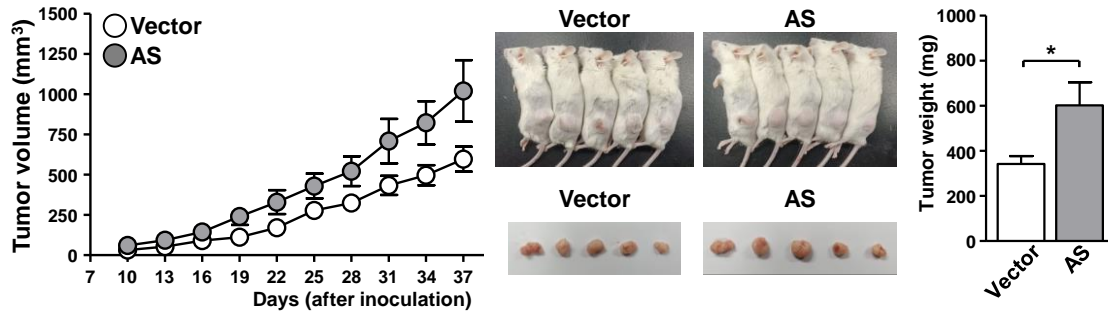 Tumor volume (mm³)
1500
1250
1000
750
500
250
0
Vector
AS
7 10 13 16 19 22 25 28 31 34 37
Days (after inoculation)
Vector AS
Vector AS
Tumor weight (mg)
1000
800
600
400
200
0
*
Vector
AS